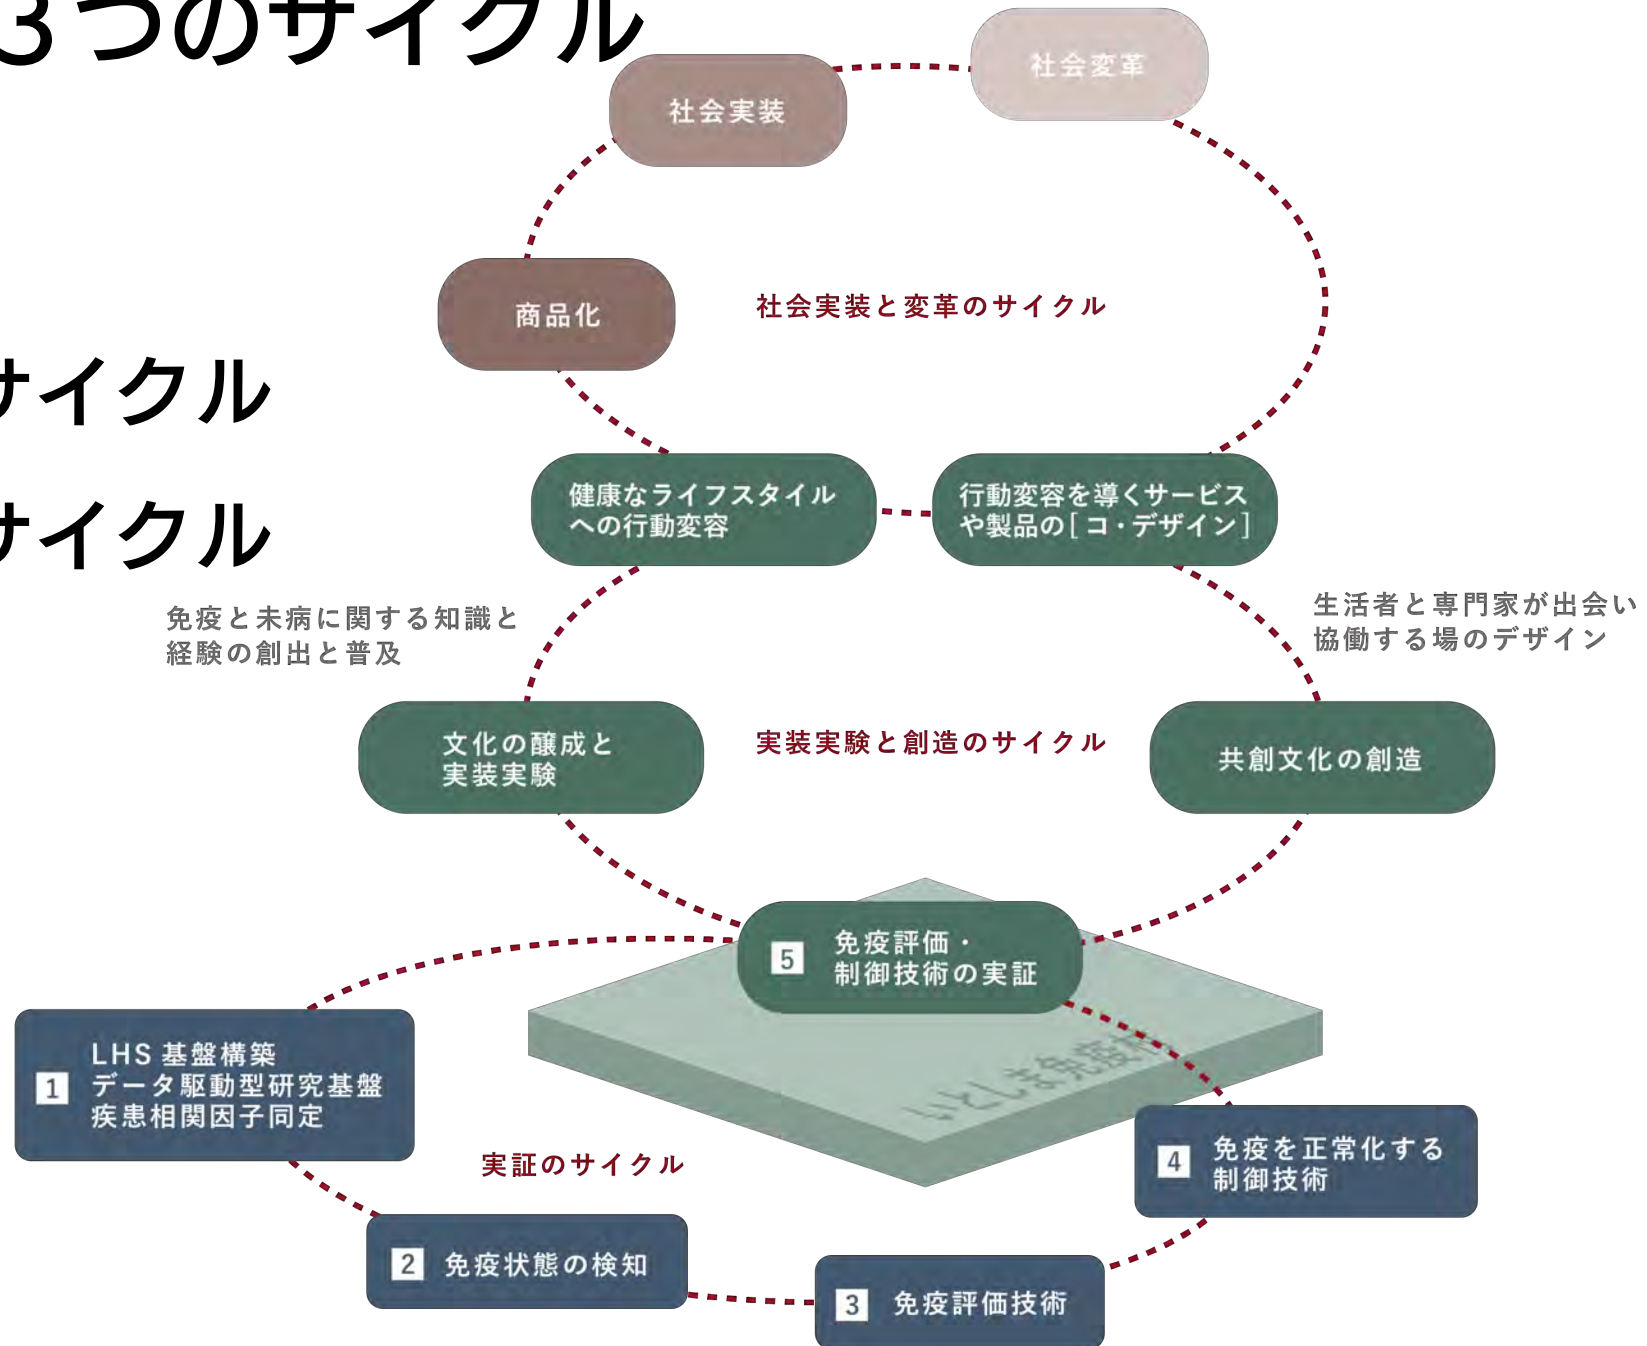 3つのサイクル
社会変革
社会実装
商品化
社会実装と変革のサイクル
サイクル
健康なライフスタイル
への行動変容
行動変容を導くサービス
や製品の[コ・デザイン]
サイクル
免疫と未病に関する知識と
経験の創出と普及
生活者と専門家が出会い
協働する場のデザイン
文化の醸成と
実装実験
実装実験と創造のサイクル
共創文化の創造
5 免疫評価・
制御技術の実証
いとしま免疫村
1 LHS 基盤構築
データ駆動型研究基盤
疾患相関因子同定
実証のサイクル
4 免疫を正常化する
制御技術
2 免疫状態の検知
3 免疫評価技術